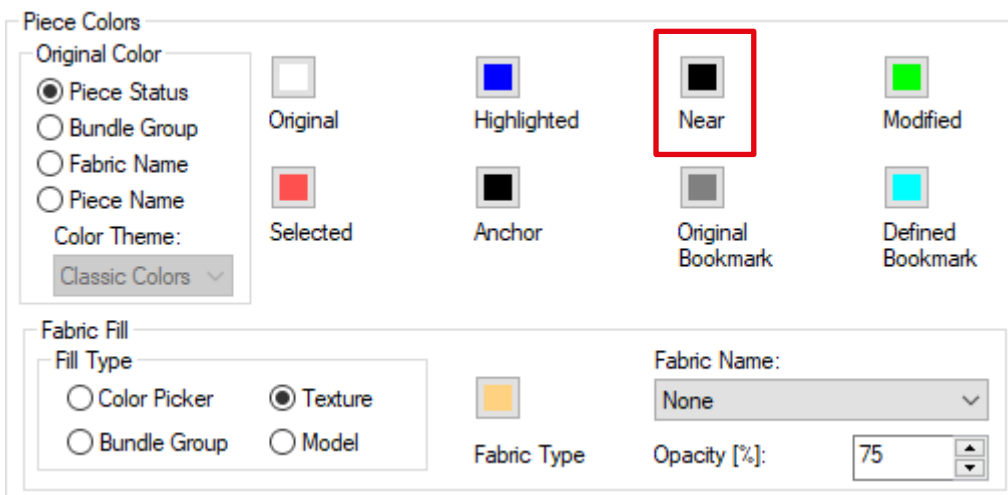 Piece Colors
Original Color
Piece Status
Bundle Group
Fabric Name
Piece Name
Color Theme:
Classic Colors
Original
Highlighted
Near
Modified
Selected
Anchor
Original
Bookmark
Defined
Bookmark
Fabric Fill
Fill Type
Color Picker
Texture
Bundle Group
Model
Fabric Type
Fabric Name:
None
Opacity [%]:
75